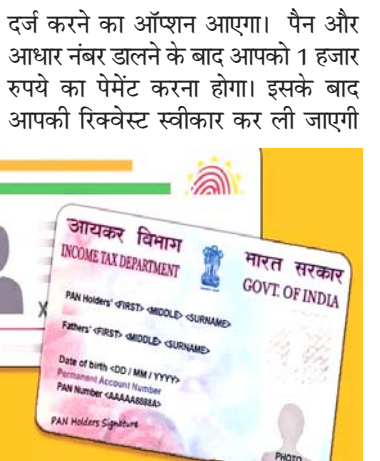 दर्ज करने का ऑप्शन आएगा। पैन और
आधार नंबर डालने के बाद आपको 1 हजार
रुपये का पेमेंट करना होगा। इसके बाद
आपकी रिक्वेस्ट स्वीकार कर ली जाएगी
आयकर विभाग
INCOME TAX DEPARTMENT
भारत सरकार
GOVT. OF INDIA
PAN Holders' <FIRST> <MIDDLE> <SURNAME>
Fathers' <FIRST> <MIDDLE> <SURNAME>
Date of birth <DD / MM / YYYY>
Permanent Account Number
PAN Number <AAAAA8888A>
PAN Holders Signature
PHOTO
X